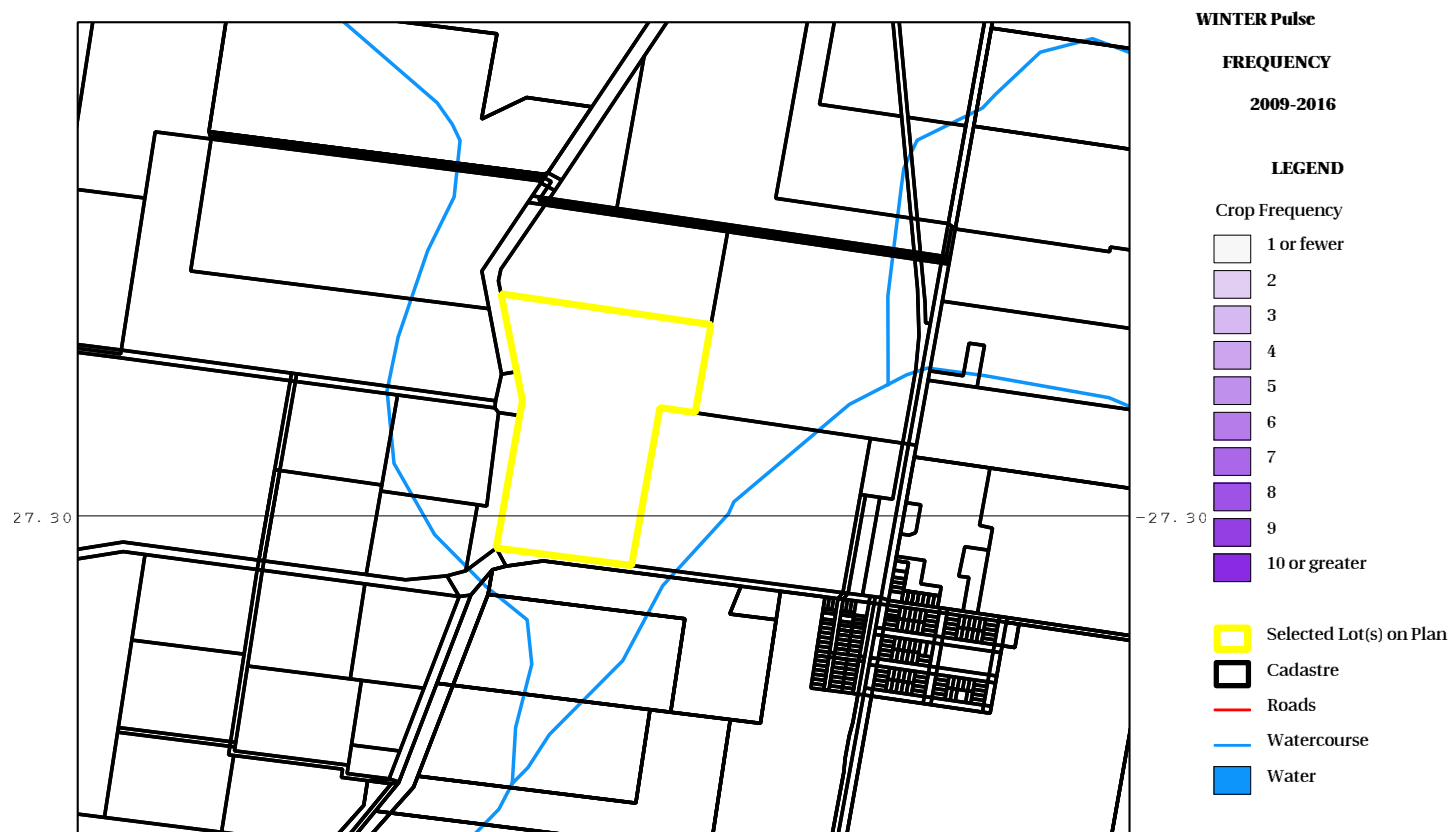 WINTER Pulse
FREQUENCY
2009-2016
LEGEND
Crop Frequency
1 or fewer
2
3
4
5
6
7
8
9
10 or greater
Selected Lot(s) on Plan
Cadastre
Roads
Watercourse
Water
27.30
-27.30